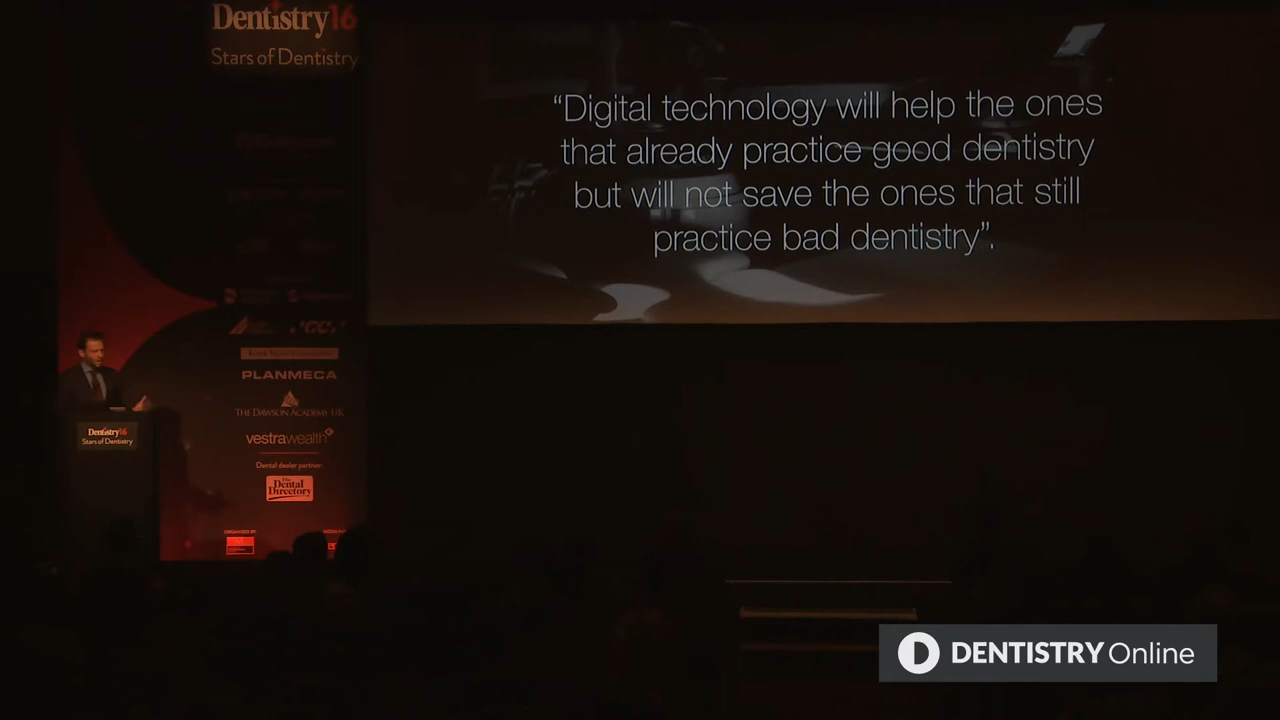 Dentistry16
Stars of Dentistry
“Digital technology will help the ones
that already practice good dentistry
but will not save the ones that still
practice bad dentistry”.
PLANMECA
THE DAWSON ACADEMY UK
vestrawealth
Dental dealer partner:
The
Dental
Directory
ORGANISED BY
Dentistry16
Stars of Dentistry
DENTISTRY Online